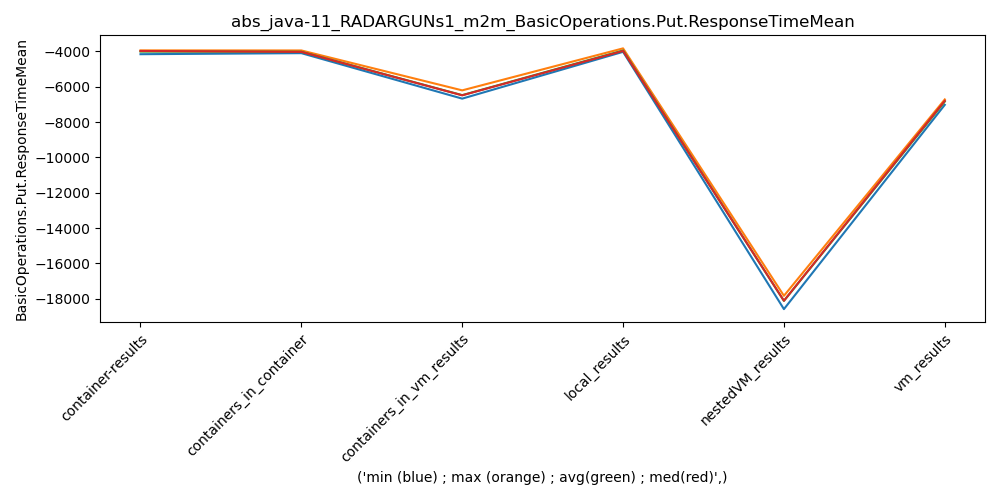 abs_java-11_RADARGUNs1_m2m_BasicOperations.Put.ResponseTimeMean
BasicOperations.Put.ResponseTimeMean
−4000
−6000
−8000
−10000
−12000
−14000
−16000
−18000
container-results
containers_in_container
containers_in_vm_results
local_results
nestedVM_results
vm_results
('min (blue) ; max (orange) ; avg(green) ; med(red)',)